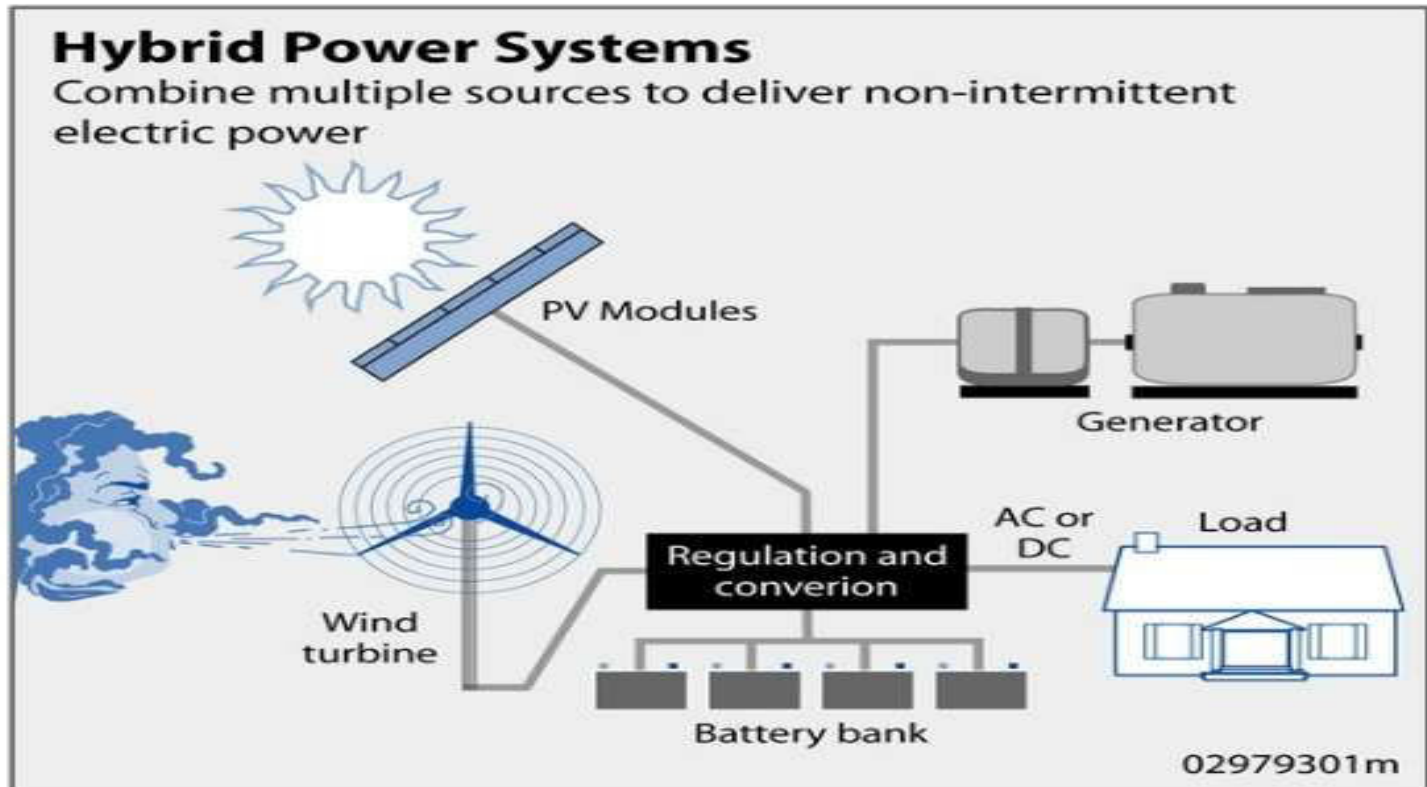 Hybrid Power Systems
Combine multiple sources to deliver non-intermittent
electric power
PV Modules
Generator
AC or
DC
Load
Regulation and
converion
Wind
turbine
Battery bank
02979301m